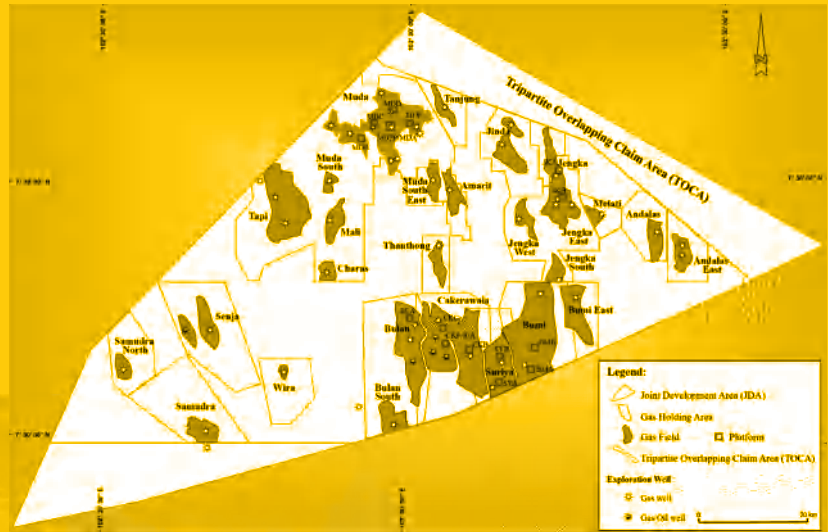 Tripartite Overlapping Claim Area (TOCA)
Muda
Tanjung
Jinda
Jengka
Muda
South
Muda
South
East
Amarit
Melati
Andalas
Tapi
Mali
Jengka
West
Jengka
East
Andalas
East
Thanthong
Jengka
South
Charas
Cakerawala
Bumi East
Senja
Bulan
Bumi
Samudra
North
Suriya
Wira
Bulan
South
Samudra
Legend:
Joint Development Area (JDA)
Gas Holding Area
Gas Field
Platform
Tripartite Overlapping Claim Area (TOCA)
Exploration Well
Gas well
Gas/Oil well
0
20 km